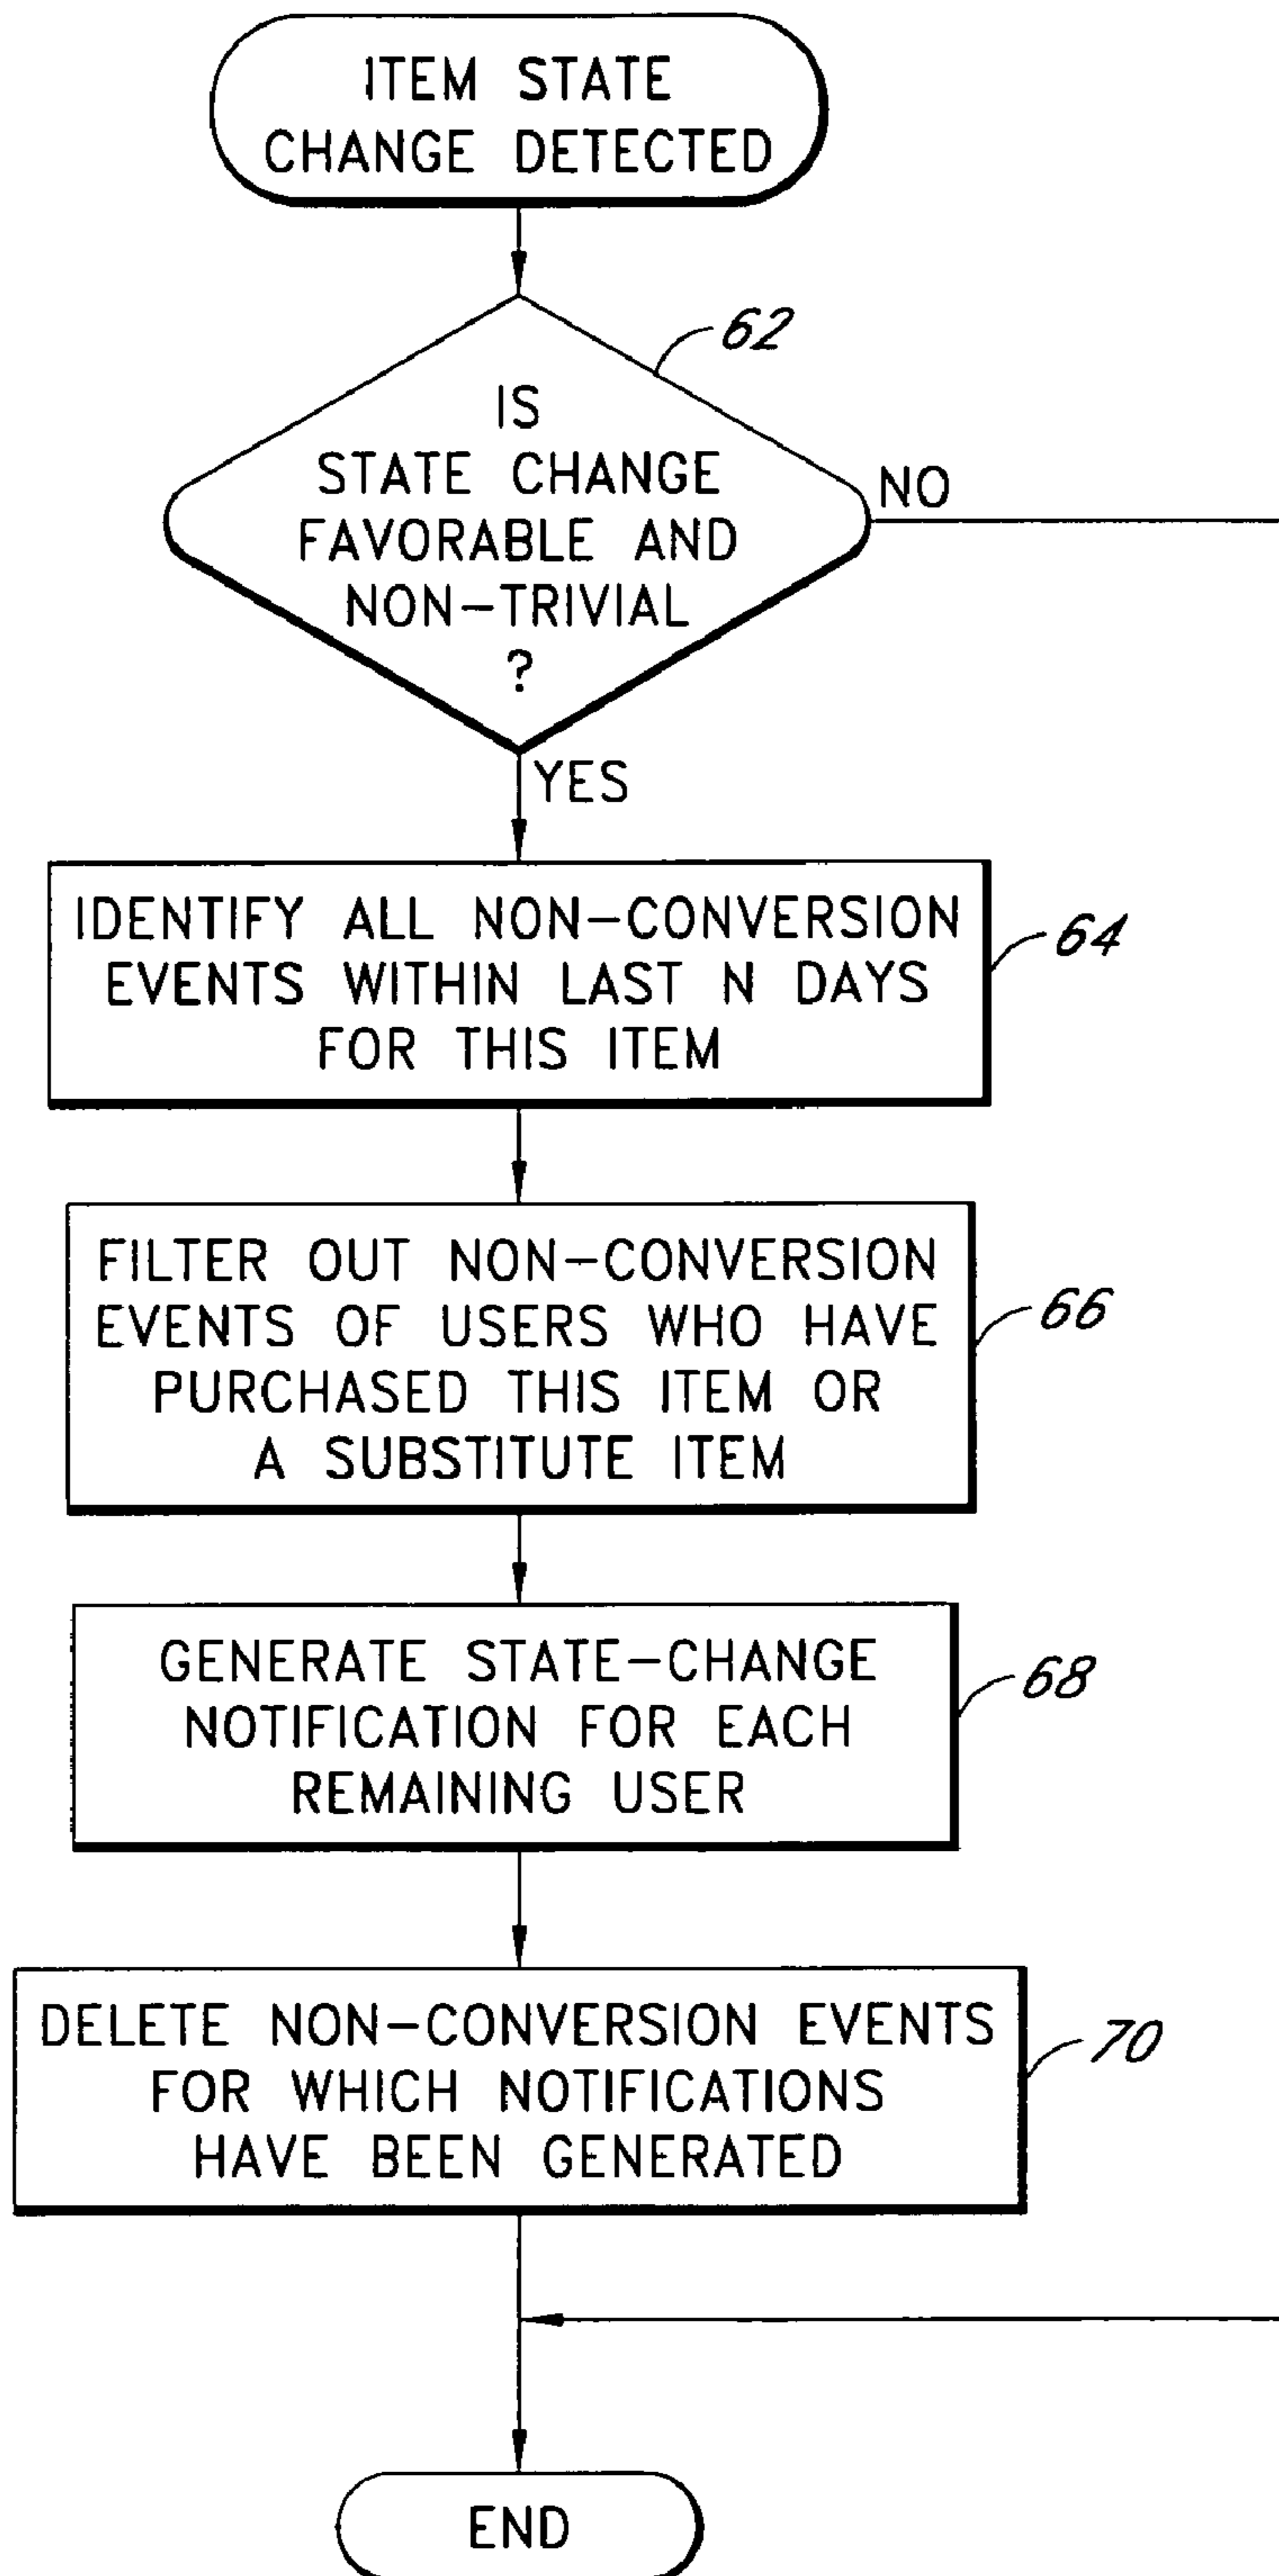 ITEM STATE
CHANGE DETECTED
62
IS
STATE CHANGE
FAVORABLE AND
NON-TRIVIAL
?
NO
YES
IDENTIFY ALL NON-CONVERSION
EVENTS WITHIN LAST N DAYS
FOR THIS ITEM
64
FILTER OUT NON-CONVERSION
EVENTS OF USERS WHO HAVE
PURCHASED THIS ITEM OR
A SUBSTITUTE ITEM
66
GENERATE STATE-CHANGE
NOTIFICATION FOR EACH
REMAINING USER
68
DELETE NON-CONVERSION EVENTS
FOR WHICH NOTIFICATIONS
HAVE BEEN GENERATED
70
END